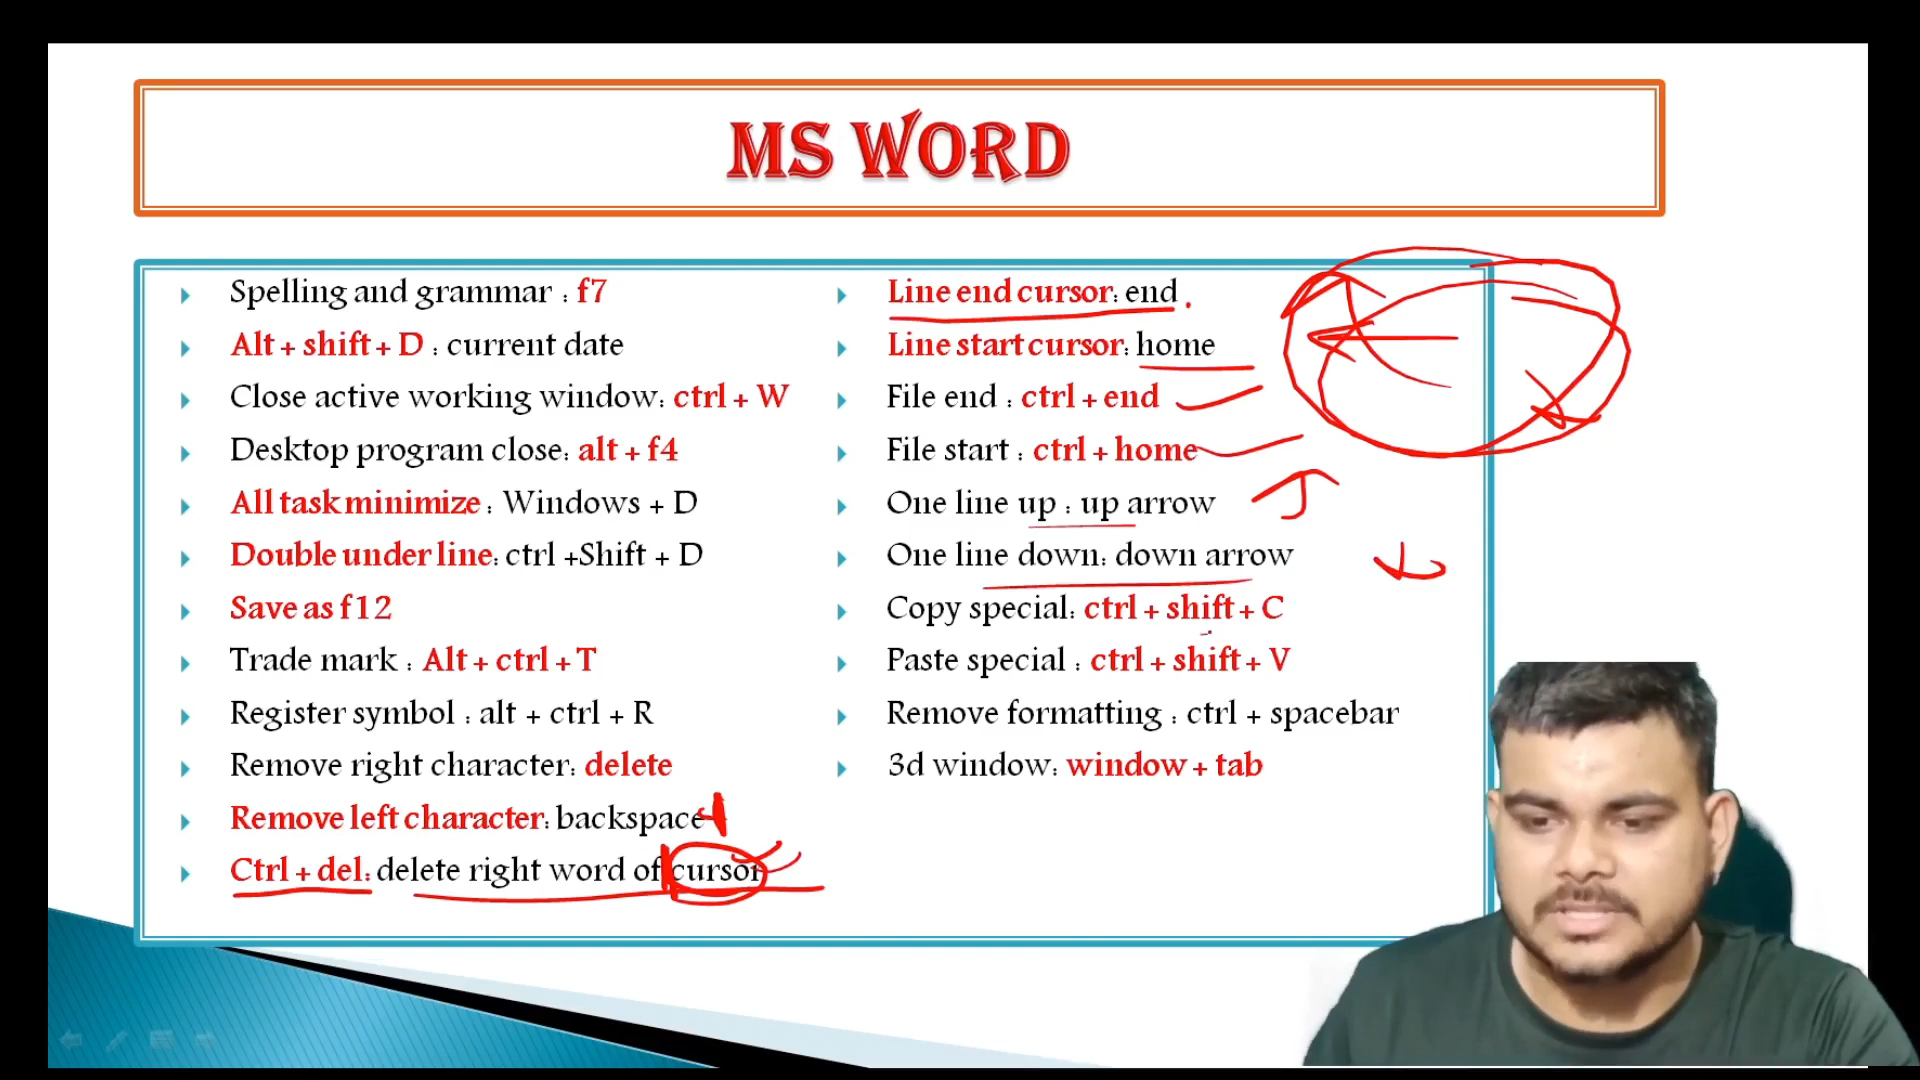 MS WORD
Spelling and grammar : f7
Alt + shift + D : current date
Close active working window: ctrl + W
Desktop program close: alt + f4
All task minimize : Windows + D
Double under line: ctrl +Shift + D
Save as f12
Trade mark : Alt + ctrl + T
Register symbol : alt + ctrl + R
Remove right character: delete
Remove left character: backspace
Ctrl + del: delete right word of cursor
Line end cursor: end
Line start cursor: home
File end : ctrl + end
File start : ctrl + home
One line up : up arrow
One line down: down arrow
Copy special: ctrl + shift + C
Paste special : ctrl + shift + V
Remove formatting : ctrl + spacebar
3d window: window + tab